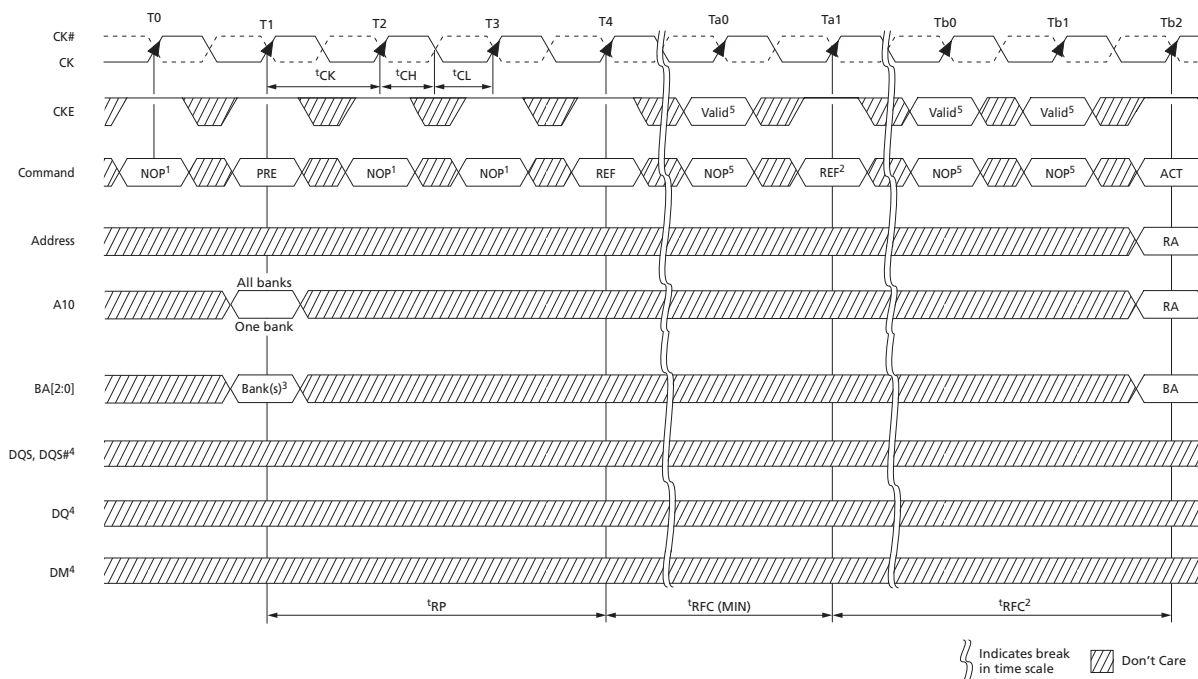 T0 T1 T2 T3 T4 Ta0 Ta1 Tb0 Tb1 Tb2
CK#
CK
tCK tCH tCL
CKE Valid5 Valid5 Valid5
Command NOP1 PRE NOP1 NOP1 REF NOP5 REF2 NOP5 NOP5 ACT
Address RA
All banks
A10 RA
One bank
BA[2:0] Bank(s)3 BA
DQS, DQS#4
DQ4
DM4
tRP tRFC (MIN) tRFC2
Indicates break
in time scale
Don't Care